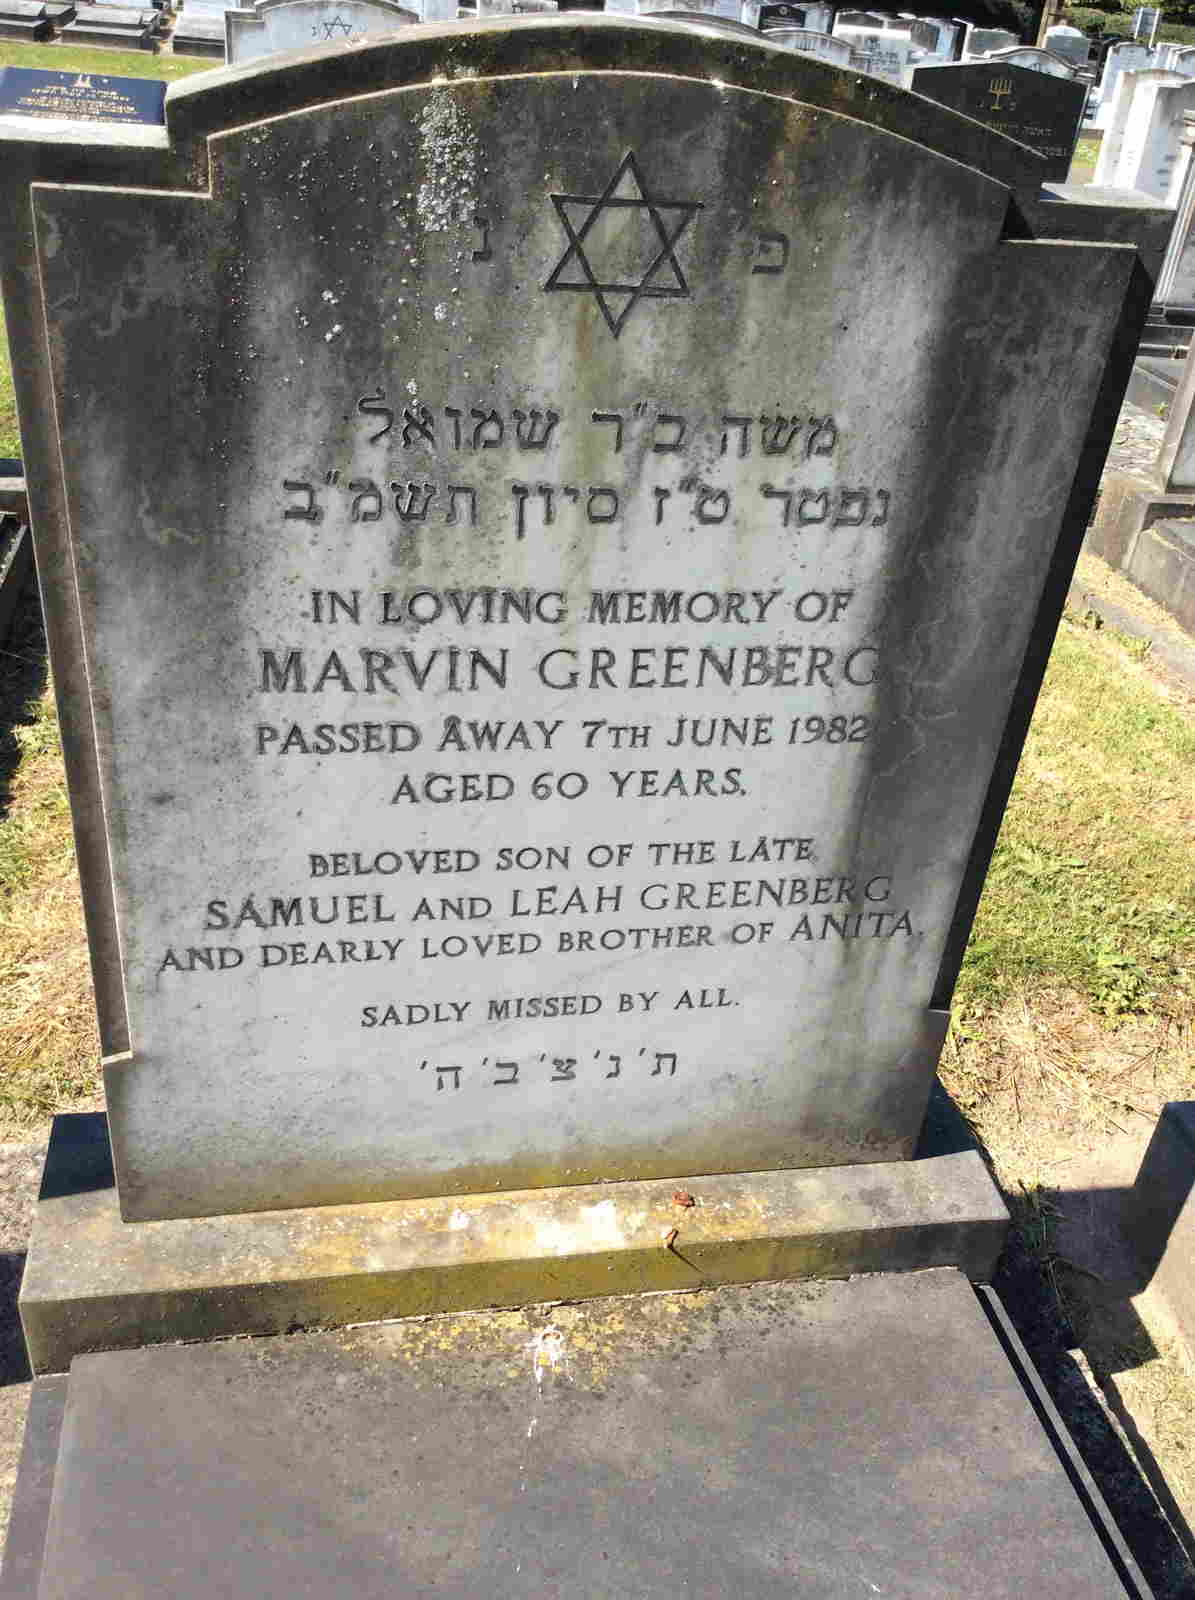 פ' נ'
משה ב"ר שמואל
נפטר ט"ז סיון תשמ"ב
IN LOVING MEMORY OF
MARVIN GREENBERG
PASSED AWAY 7TH JUNE 1982
AGED 60 YEARS.
BELOVED SON OF THE LATE
SAMUEL AND LEAH GREENBERG
AND DEARLY LOVED BROTHER OF ANITA.
SADLY MISSED BY ALL.
ת' נ' צ' ב' ה'